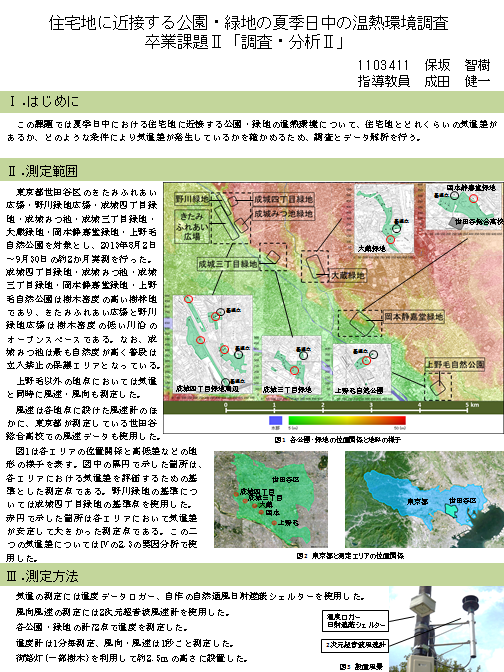 住宅地に近接する公園・緑地の夏季日中の温熱環境調査
卒業課題Ⅱ「調査・分析Ⅱ」
1103411　保坂　智樹
指導教員　成田　健一
Ⅰ.はじめに
この課題では夏季日中における住宅地に近接する公園・緑地の温熱環境について、住宅地とどれくらいの気温差が
あるか、どのような条件により気温差が発生しているかを確かめるため、調査とデータ解析を行う。
Ⅱ.測定範囲
東京都世田谷区のきたみふれあい
広場・野川緑地広場・成城四丁目緑
地・成城みつ池・成城三丁目緑地・
大蔵緑地・岡本静嘉堂緑地・上野毛
自然公園を対象とし、2013年8月2日
～9月30日の約2か月実測を行った。
成城四丁目緑地・成城みつ池・成城
三丁目緑地・岡本静嘉堂緑地・上野
毛自然公園は樹木密度の高い樹林地
であり、きたみふれあい広場と野川
緑地広場は樹木密度の低い川沿の
オープンスペースである。なお、成
城みつ池は最も自然度が高く普段は
立入禁止の保護エリアとなっている。
上野毛以外の地点においては気温
と同時に風速・風向も測定した。
風速は各地点に設けた風速計のほ
かに、東京都が測定している世田谷
総合高校での風速データも使用した。
図1は各エリアの位置関係と高低差などの地
形の様子を表す。図中の黒円で示した箇所は、
各エリアにおける気温差を評価するための基
準とした測定点である。野川緑地の基準につ
いては成城四丁目緑地の基準点を使用した。
赤円で示した箇所は各エリアにおいて気温差
が安定して大きかった測定点である。この二
つの気温差についてはⅣの2.3の要因分析で使
用した。
野川緑地
きたみ
ふれあい
広場
成城四丁目緑地
成城みつ池緑地
成城三丁目緑地
大蔵緑地
岡本静嘉堂緑地
上野毛自然公園
基準点
大蔵緑地
岡本静嘉堂緑地
基準点
世田谷総合高校
基準点
基準点
基準点
成城四丁目緑地周辺
基準点
成城三丁目緑地
基準点
上野毛自然公園
0 1 2 3 4 5 km
図1 各公園・緑地の位置関係と地形の様子
世田谷区
成城四丁目
成城三丁目
大蔵
岡本
上野毛
東京都
世田谷区
図2 東京都と測定エリアの位置関係
Ⅲ.測定方法
気温の測定には温度データロガー、自作の自然通風日射遮蔽シェルターを使用した。
風向風速の測定には2次元超音波風速計を使用した。
各公園・緑地の計72点で温度を測定した。
温度計は1分毎測定、風向・風速は1秒ごと測定した。
街路灯(一部樹木)を利用して約2.5mの高さに設置した。
温度ロガー
日射遮蔽シェルター
2次元超音波風速計
図3 設置風景